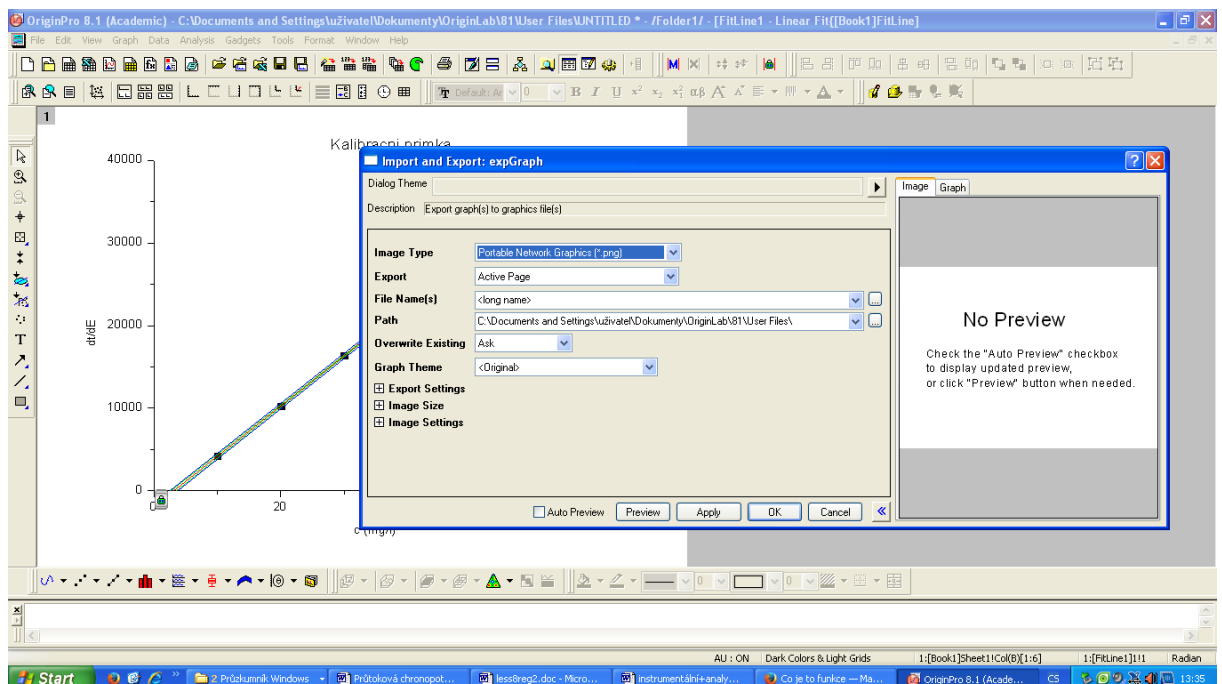 OriginPro 8.1 (Academic) - C:\Documents and Settings\uživatel\Dokumenty\OriginLab\81\User Files\UNTITLED * - /Folder1/ - [FitLine1 - Linear Fit{[Book1]FitLine]
File Edit View Graph Data Analysis Gadgets Tools Format Window Help
Default: Ar 0 B I U x² x₂ αβ A
1
Kalibracni primka
40000
30000
20000
10000
0
dt/dE
0 20
c (mg/l)
Import and Export: expGraph
Dialog Theme
Description Export graph(s) to graphics file(s)
Image Type Portable Network Graphics (*.png)
Export Active Page
File Name(s) <long name>
Path C:\Documents and Settings\uživatel\Dokumenty\OriginLab\81\User Files\
Overwrite Existing Ask
Graph Theme <Original>
Export Settings
Image Size
Image Settings
Auto Preview Preview Apply OK Cancel
Image Graph
No Preview
Check the "Auto Preview" checkbox
to display updated preview,
or click "Preview" button when needed.
T
0 0
AU : ON Dark Colors & Light Grids 1:[Book1]Sheet1!Col(B)[1:6] 1:[FitLine1]1!1 Radian
Start 2 Průzkumník Windows Průtoková chronopot... less8reg2.doc - Micro... instrumentální+analy... Co je to funkce — Ma... OriginPro 8.1 (Acade... CS 13:35